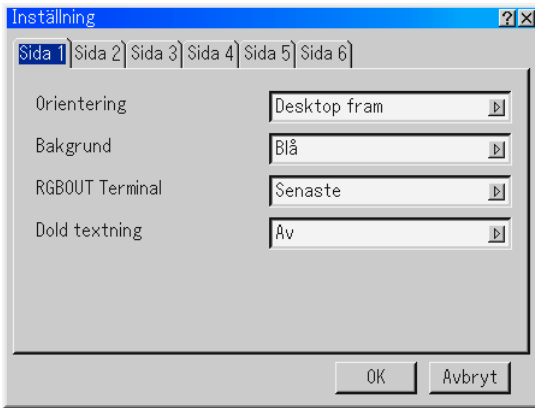 Inställning
Sida 1 Sida 2 Sida 3 Sida 4 Sida 5 Sida 6
Orientering Desktop fram
Bakgrund Blå
RGBOUT Terminal Senaste
Dold textning Av
OK Avbryt